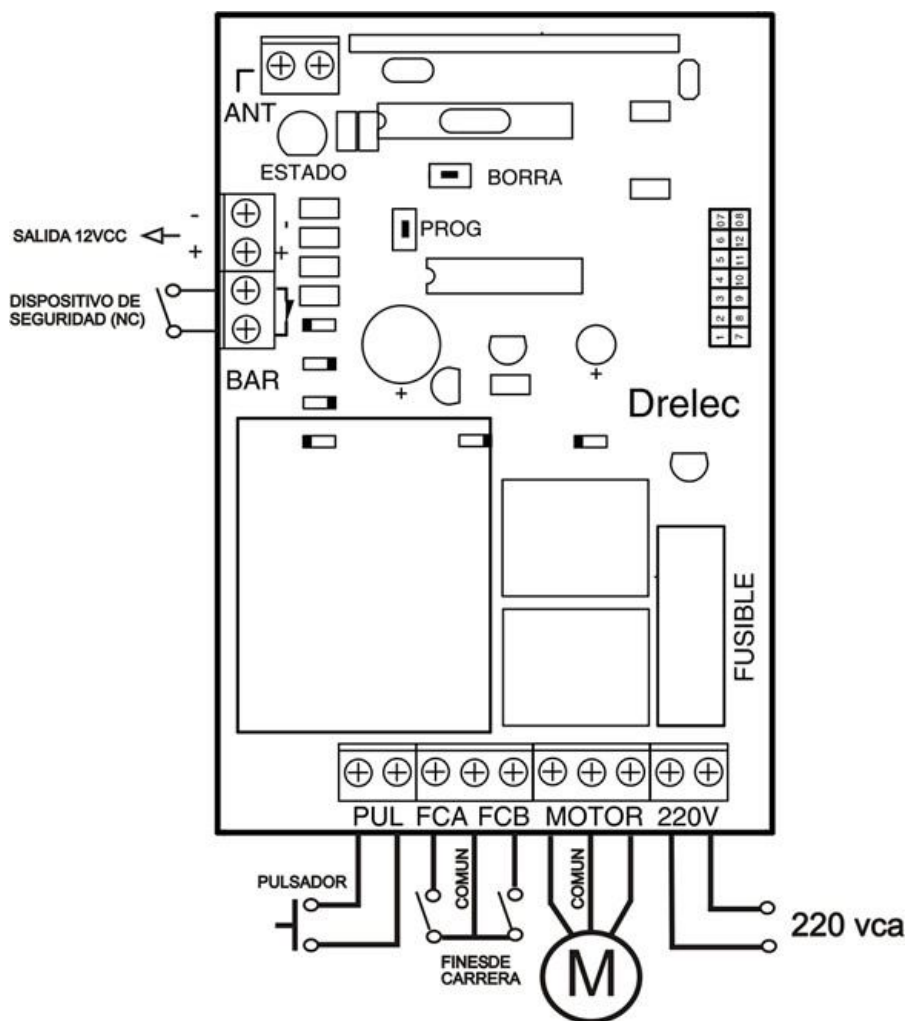 ANT
ESTADO
BORRA
PROG
SALIDA 12VCC
-
+
-
+
DISPOSITIVO DE
SEGURIDAD (NC)
BAR
+
+
1 2 3 4 5 6 07
7 8 9 10 11 12 08
Drelec
FUSIBLE
PUL FCA FCB MOTOR 220V
PULSADOR
COMUN
COMUN
FINESDE
CARRERA
M
220 vca